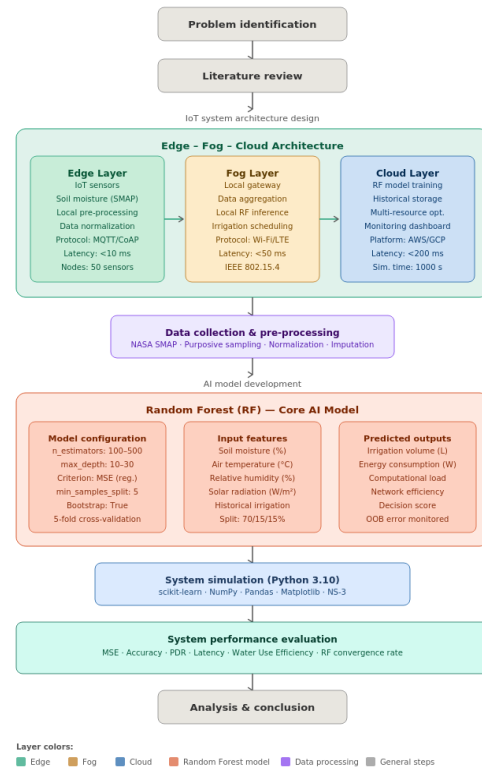 Problem identification
Literature review
IoT system architecture design
Edge – Fog – Cloud Architecture
Edge Layer
IoT sensors
Soil moisture (SMAP)
Local pre-processing
Data normalization
Protocol: MQTT/CoAP
Latency: <10 ms
Nodes: 50 sensors
Fog Layer
Local gateway
Data aggregation
Local RF inference
Irrigation scheduling
Protocol: Wi-Fi/LTE
Latency: <50 ms
IEEE 802.15.4
Cloud Layer
RF model training
Historical storage
Multi-resource opt.
Monitoring dashboard
Platform: AWS/GCP
Latency: <200 ms
Sim. time: 1000 s
Data collection & pre-processing
NASA SMAP · Purposive sampling · Normalization · Imputation
AI model development
Random Forest (RF) — Core AI Model
Model configuration
n_estimators: 100–500
max_depth: 10–30
Criterion: MSE (reg.)
min_samples_split: 5
Bootstrap: True
5-fold cross-validation
Input features
Soil moisture (%)
Air temperature (°C)
Relative humidity (%)
Solar radiation (W/m²)
Historical irrigation
Split: 70/15/15%
Predicted outputs
Irrigation volume (L)
Energy consumption (W)
Computational load
Network efficiency
Decision score
OOB error monitored
System simulation (Python 3.10)
scikit-learn · NumPy · Pandas · Matplotlib · NS-3
System performance evaluation
MSE · Accuracy · PDR · Latency · Water Use Efficiency · RF convergence rate
Analysis & conclusion
Layer colors:
Edge
Fog
Cloud
Random Forest model
Data processing
General steps